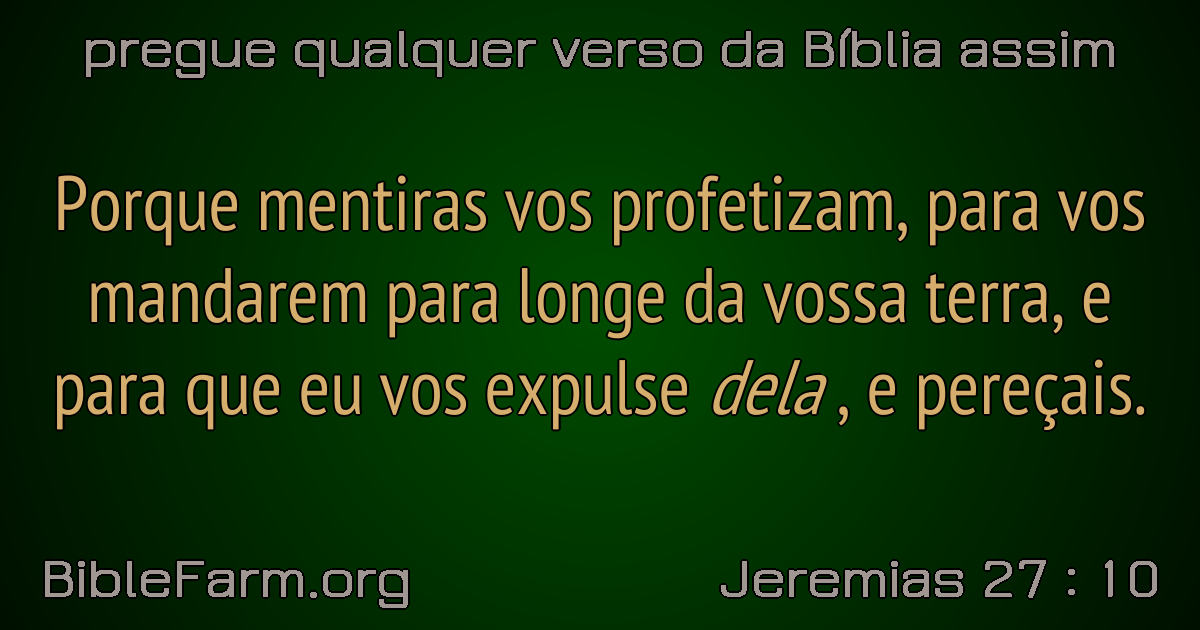 pregue qualquer verso da Bíblia assim
Porque mentiras vos profetizam, para vos
mandarem para longe da vossa terra, e
para que eu vos expulse dela , e pereçais.
BibleFarm.org
Jeremias 27 : 10